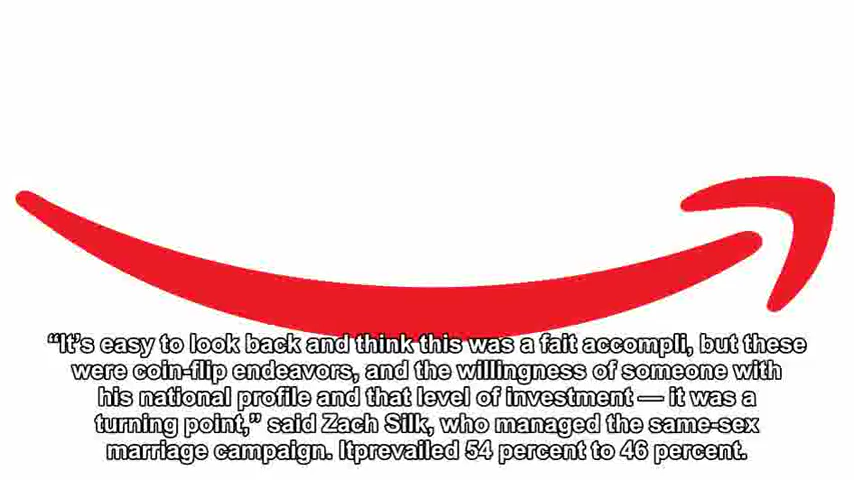 “It’s easy to look back and think this was a fait accompli, but these
were coin-flip endeavors, and the willingness of someone with
his national profile and that level of investment — it was a
turning point,” said Zach Silk, who managed the same-sex
marriage campaign. Itprevailed 54 percent to 46 percent.